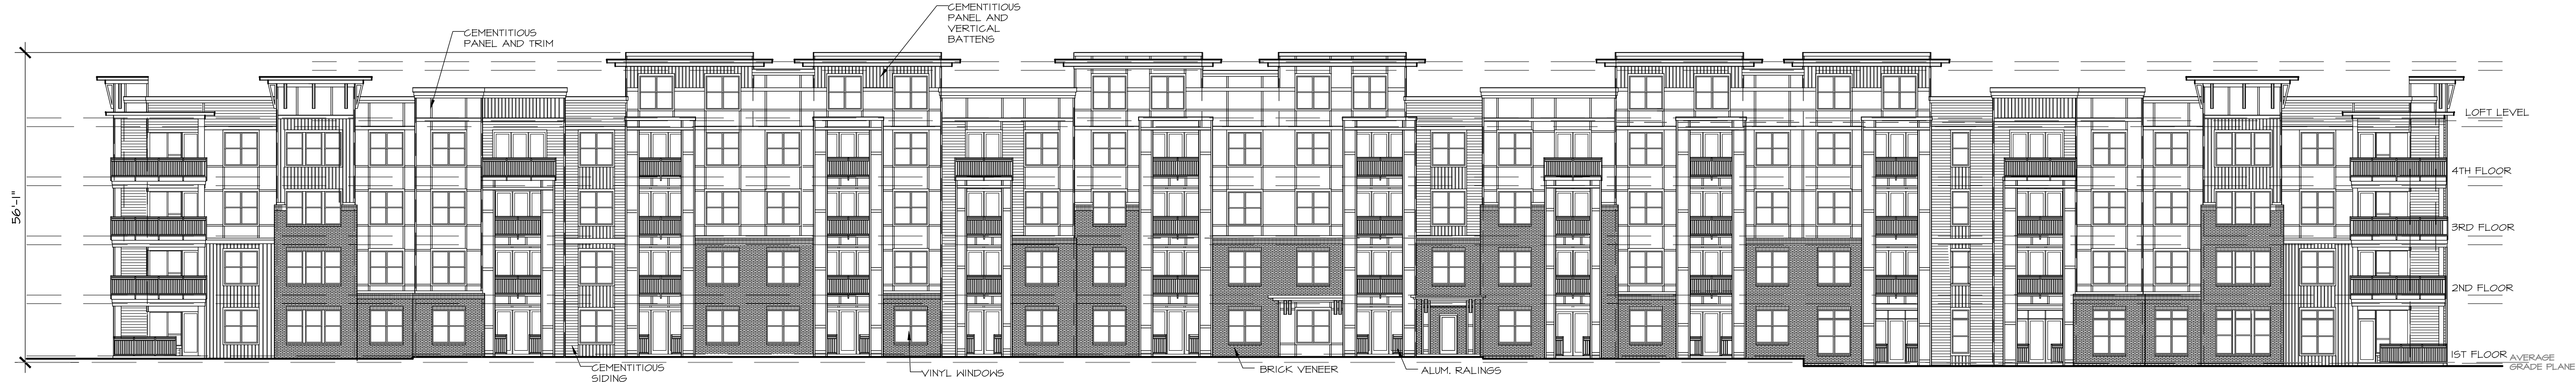 CEMENTITIOUS
PANEL AND
VERTICAL
BATTENS
CEMENTITIOUS
PANEL AND TRIM
56'-11"
LOFT LEVEL
4TH FLOOR
3RD FLOOR
2ND FLOOR
1ST FLOOR
AVERAGE
GRADE PLANE
CEMENTITIOUS
SIDING
VINYL WINDOWS
BRICK VENEER
ALUM. RALINGS